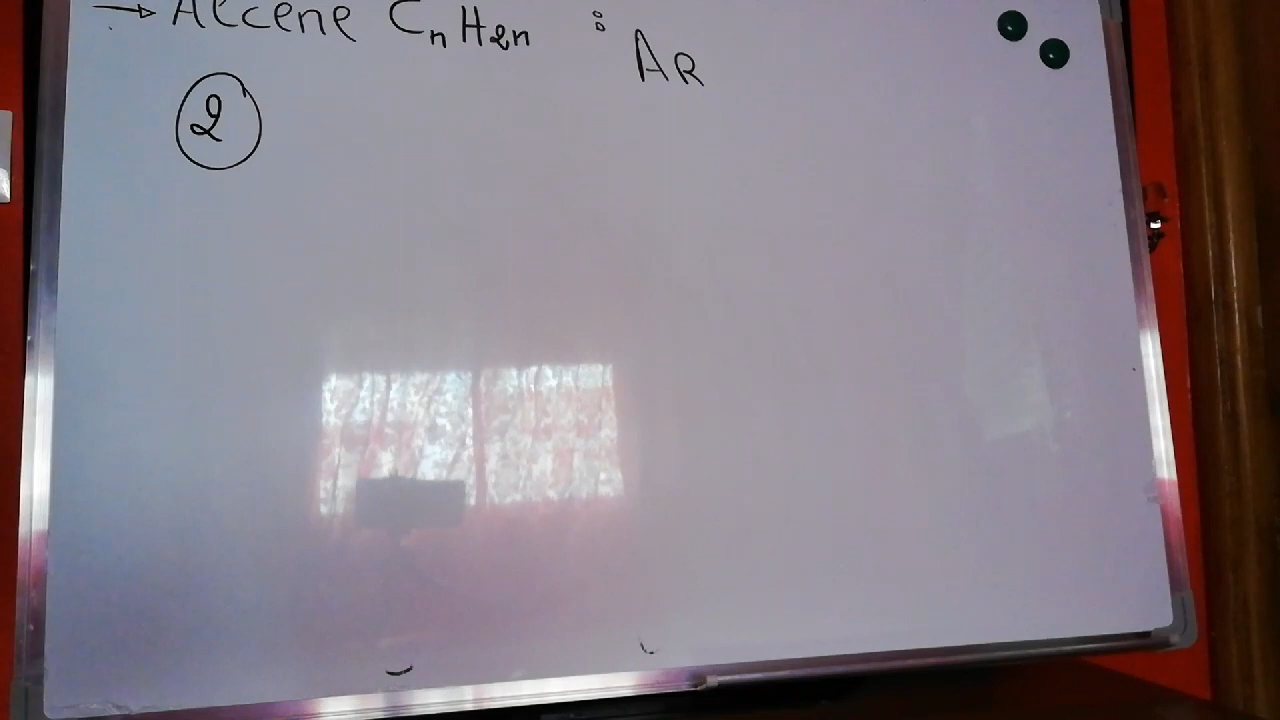 → Alcene CnH2n :
AR
2